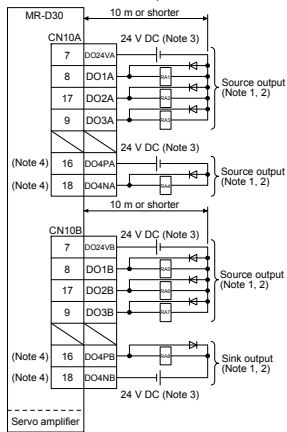 MR-D30
10 m or shorter
CN10A
24 V DC (Note 3)
7 DO24VA
8 DO1A RA1
17 DO2A RA2
9 DO3A RA3
Source output
(Note 1, 2)
24 V DC (Note 3)
(Note 4) 16 DO4PA
(Note 4) 18 DO4NA RA4
Source output
(Note 1, 2)
10 m or shorter
CN10B
24 V DC (Note 3)
7 DO24VB
8 DO1B RA5
17 DO2B RA6
9 DO3B RA7
Source output
(Note 1, 2)
(Note 4) 16 DO4PB RA8
(Note 4) 18 DO4NB
Sink output
(Note 1, 2)
24 V DC (Note 3)
Servo amplifier